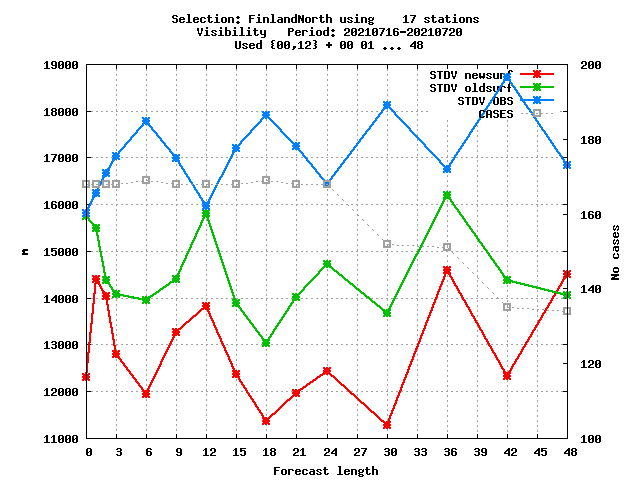 Selection: FinlandNorth using    17 stations
Visibility   Period: 20210716-20210720
Used {00,12} + 00 01 ... 48
STDV newsurf
STDV oldsurf
STDV OBS
CASES
19000
18000
17000
16000
15000
14000
13000
12000
11000
m
200
180
160
140
120
100
No cases
0 3 6 9 12 15 18 21 24 27 30 33 36 39 42 45 48
Forecast length